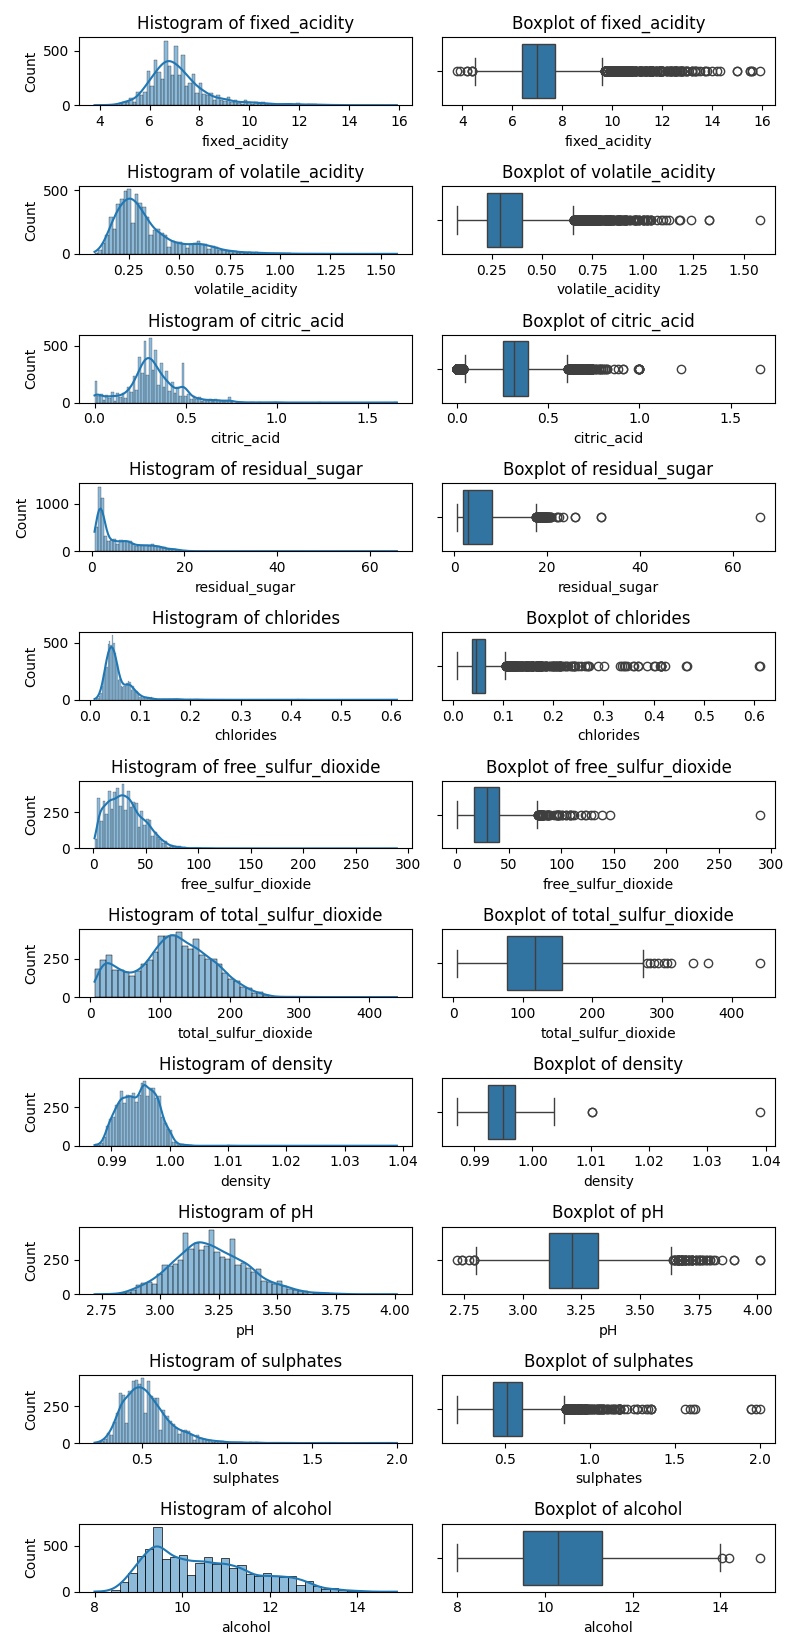 Histogram of fixed_acidity
Boxplot of fixed_acidity
Count
500
0
4 6 8 10 12 14 16
4 6 8 10 12 14 16
fixed_acidity
fixed_acidity
Histogram of volatile_acidity
Boxplot of volatile_acidity
Count
500
0
0.25 0.50 0.75 1.00 1.25 1.50
0.25 0.50 0.75 1.00 1.25 1.50
volatile_acidity
volatile_acidity
Histogram of citric_acid
Boxplot of citric_acid
Count
500
0
0.0 0.5 1.0 1.5
0.0 0.5 1.0 1.5
citric_acid
citric_acid
Histogram of residual_sugar
Boxplot of residual_sugar
Count
1000
0
0 20 40 60
0 20 40 60
residual_sugar
residual_sugar
Histogram of chlorides
Boxplot of chlorides
Count
500
0
0.0 0.1 0.2 0.3 0.4 0.5 0.6
0.0 0.1 0.2 0.3 0.4 0.5 0.6
chlorides
chlorides
Histogram of free_sulfur_dioxide
Boxplot of free_sulfur_dioxide
Count
250
0
0 50 100 150 200 250 300
0 50 100 150 200 250 300
free_sulfur_dioxide
free_sulfur_dioxide
Histogram of total_sulfur_dioxide
Boxplot of total_sulfur_dioxide
Count
250
0
0 100 200 300 400
0 100 200 300 400
total_sulfur_dioxide
total_sulfur_dioxide
Histogram of density
Boxplot of density
Count
250
0
0.99 1.00 1.01 1.02 1.03 1.04
0.99 1.00 1.01 1.02 1.03 1.04
density
density
Histogram of pH
Boxplot of pH
Count
250
0
2.75 3.00 3.25 3.50 3.75 4.00
2.75 3.00 3.25 3.50 3.75 4.00
pH
pH
Histogram of sulphates
Boxplot of sulphates
Count
250
0
0.5 1.0 1.5 2.0
0.5 1.0 1.5 2.0
sulphates
sulphates
Histogram of alcohol
Boxplot of alcohol
Count
500
0
8 10 12 14
8 10 12 14
alcohol
alcohol